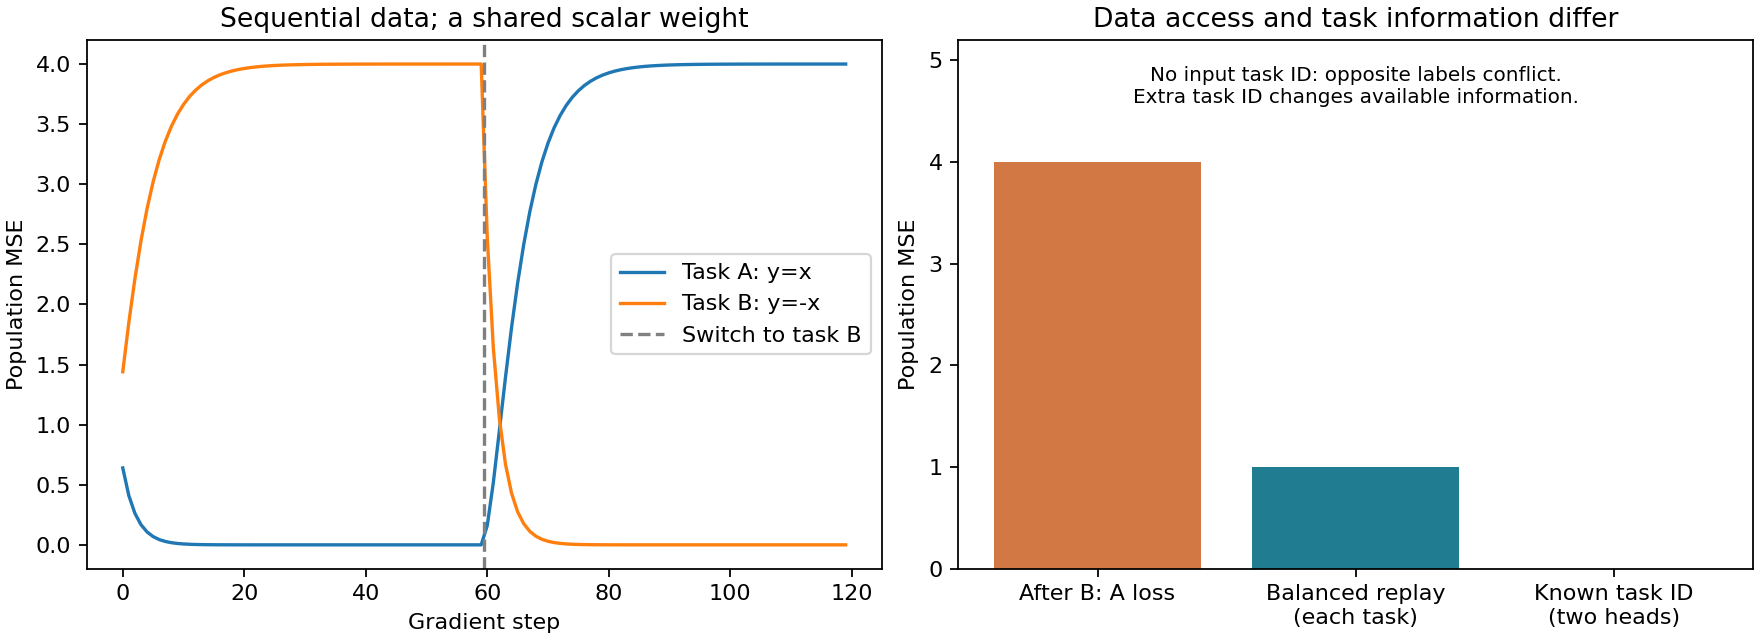 Sequential data; a shared scalar weight
Population MSE
4.0
3.5
3.0
2.5
2.0
1.5
1.0
0.5
0.0
Task A: y=x
Task B: y=-x
Switch to task B
0
20
40
60
80
100
120
Gradient step
Data access and task information differ
Population MSE
5
4
3
2
1
0
No input task ID: opposite labels conflict.
Extra task ID changes available information.
After B: A loss
Balanced replay
(each task)
Known task ID
(two heads)